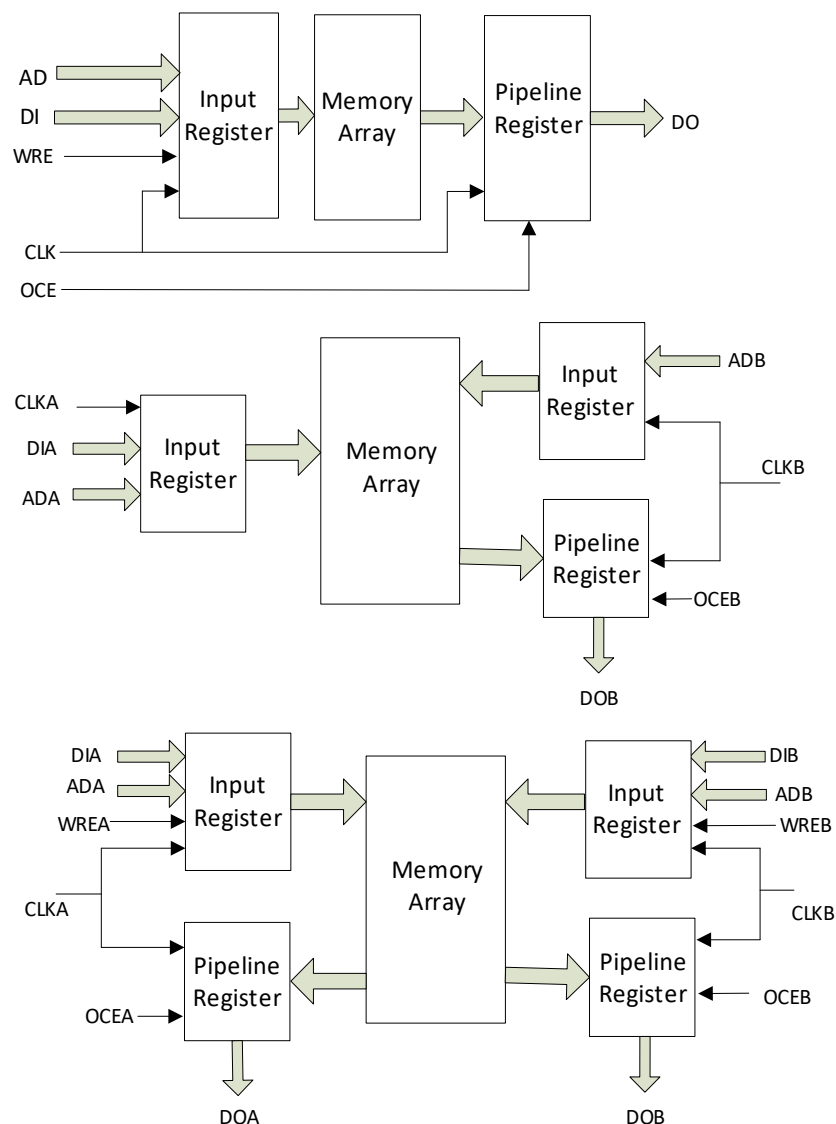 AD
DI
WRE
CLK
OCE
Input
Register
Memory
Array
Pipeline
Register
DO
CLKA
DIA
ADA
Input
Register
Memory
Array
Input
Register
ADB
CLKB
Pipeline
Register
OCEB
DOB
DIA
ADA
WREA
CLKA
OCEA
Input
Register
Pipeline
Register
DOA
Memory
Array
Input
Register
DIB
ADB
WREB
CLKB
Pipeline
Register
OCEB
DOB